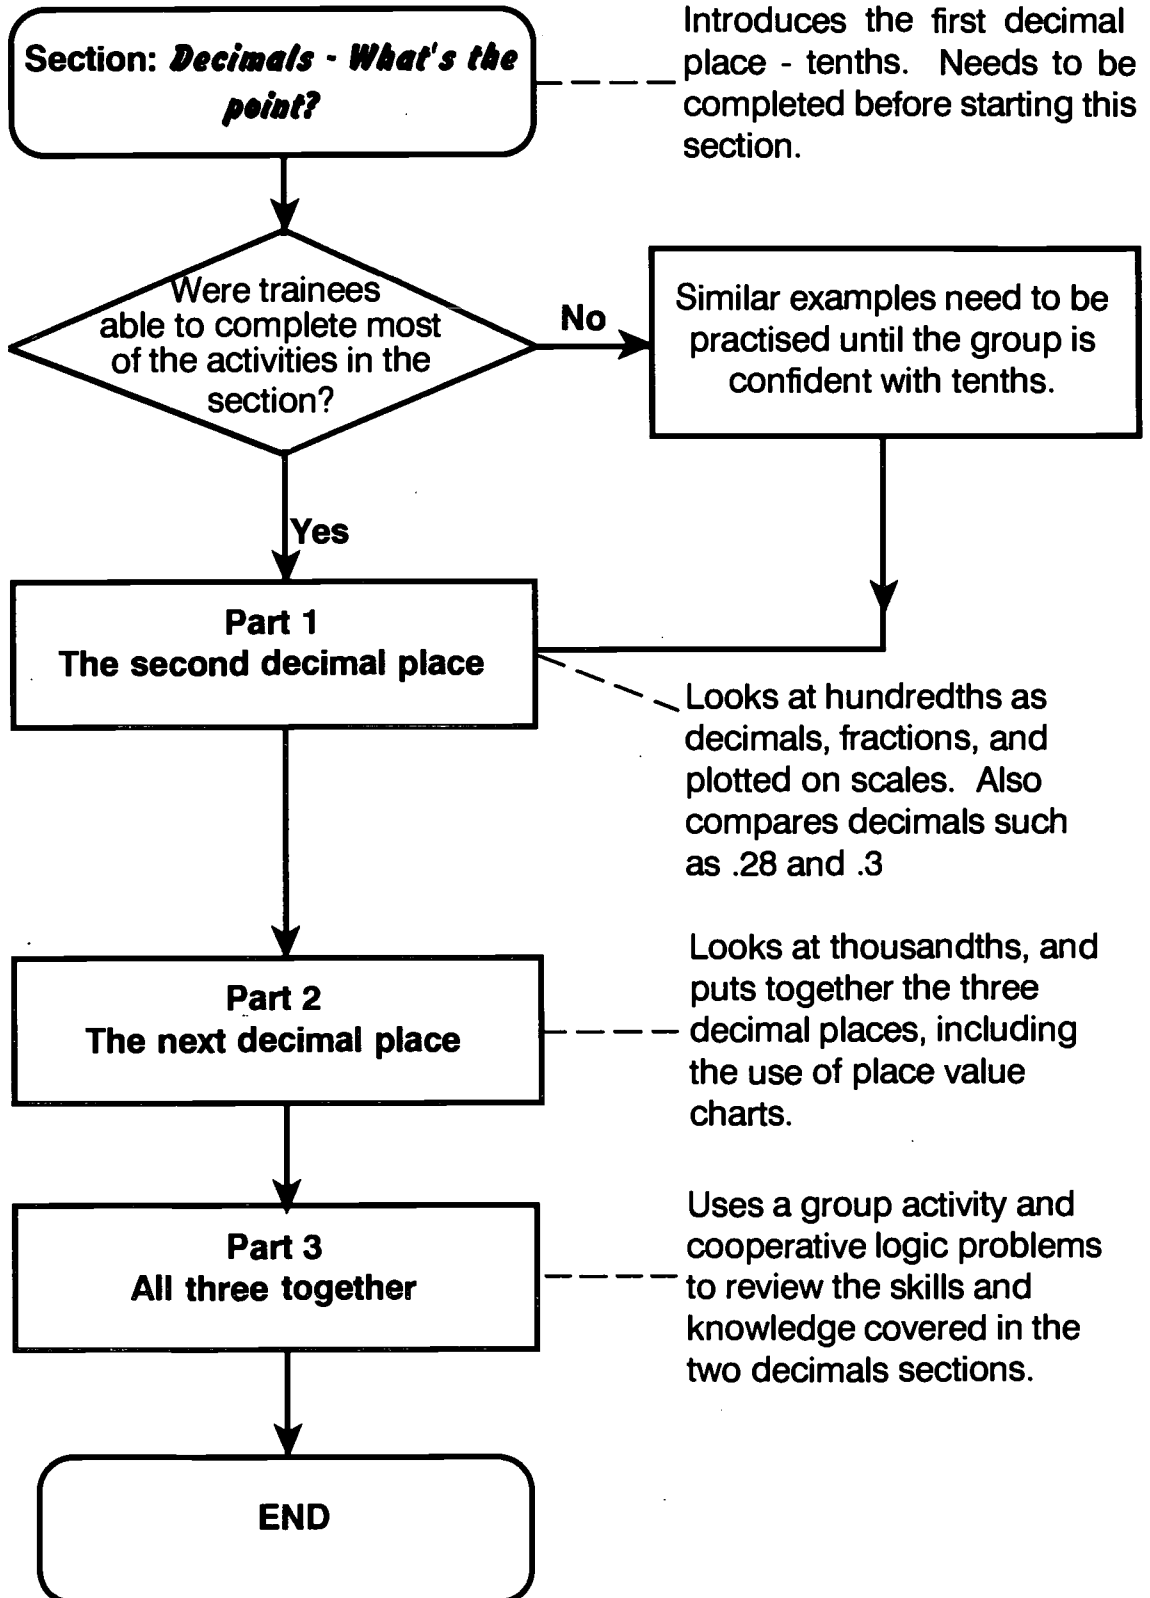 Section: Decimals - What's the
point?
Introduces the first decimal
place - tenths. Needs to be
completed before starting this
section.
Were trainees
able to complete most
of the activities in the
section?
No
Similar examples need to be
practised until the group is
confident with tenths.
Yes
Part 1
The second decimal place
Looks at hundredths as
decimals, fractions, and
plotted on scales. Also
compares decimals such
as .28 and .3
Part 2
The next decimal place
Looks at thousandths, and
puts together the three
decimal places, including
the use of place value
charts.
Part 3
All three together
Uses a group activity and
cooperative logic problems
to review the skills and
knowledge covered in the
two decimals sections.
END